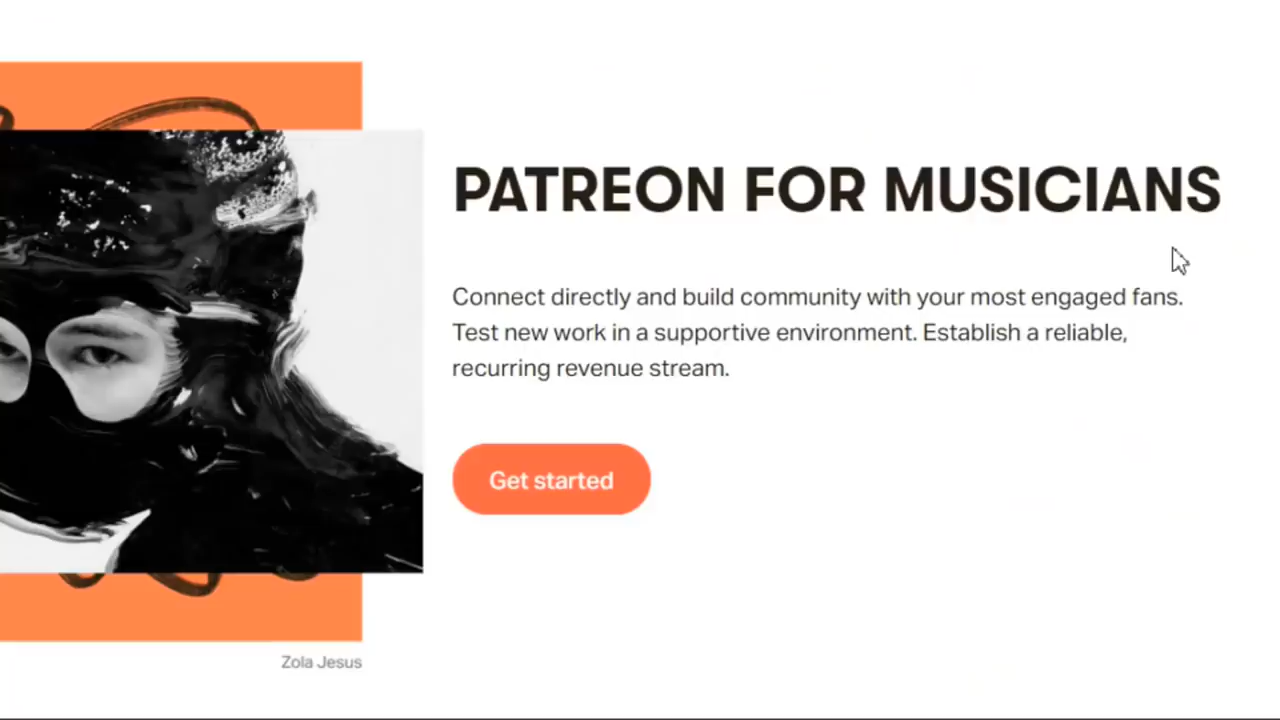 PATREON FOR MUSICIANS
Connect directly and build community with your most engaged fans.
Test new work in a supportive environment. Establish a reliable,
recurring revenue stream.
Get started
Zola Jesus